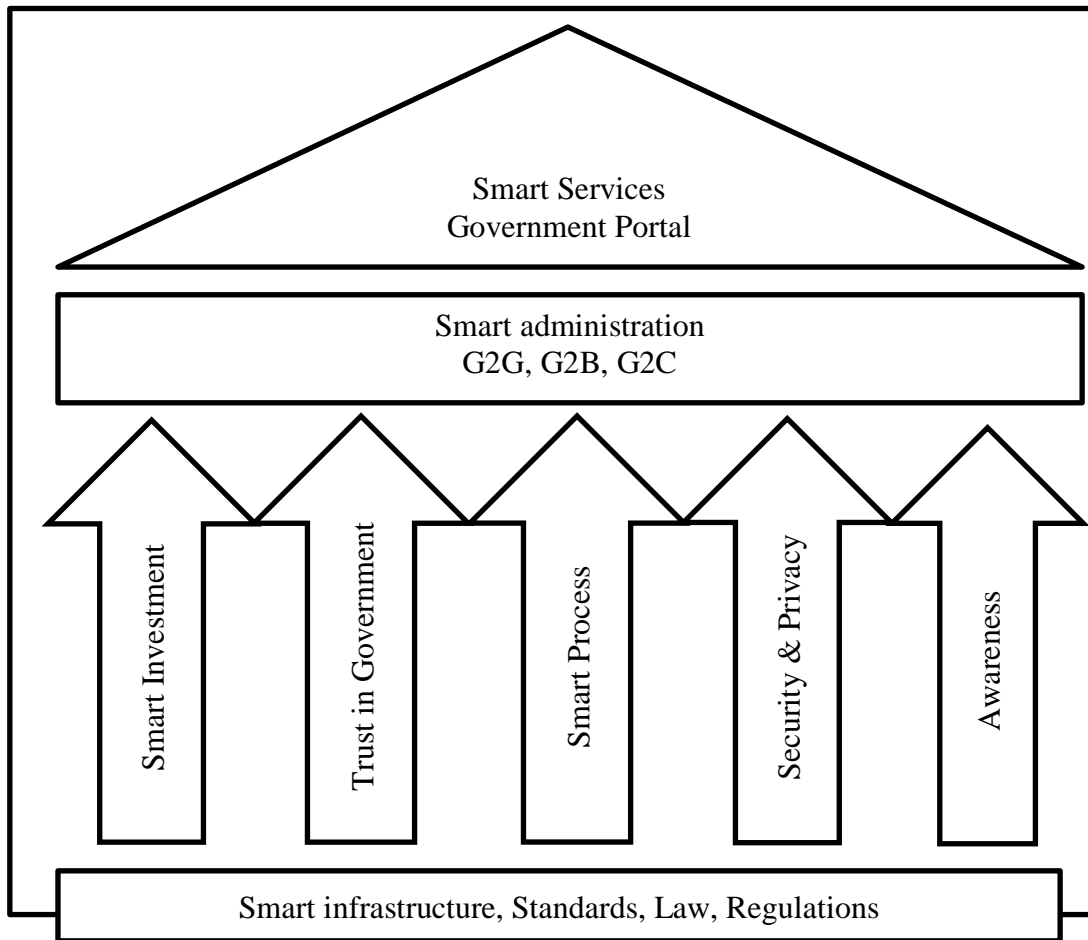 Smart Services
Government Portal
Smart administration
G2G, G2B, G2C
Smart Investment
Trust in Government
Smart Process
Security & Privacy
Awareness
Smart infrastructure, Standards, Law, Regulations